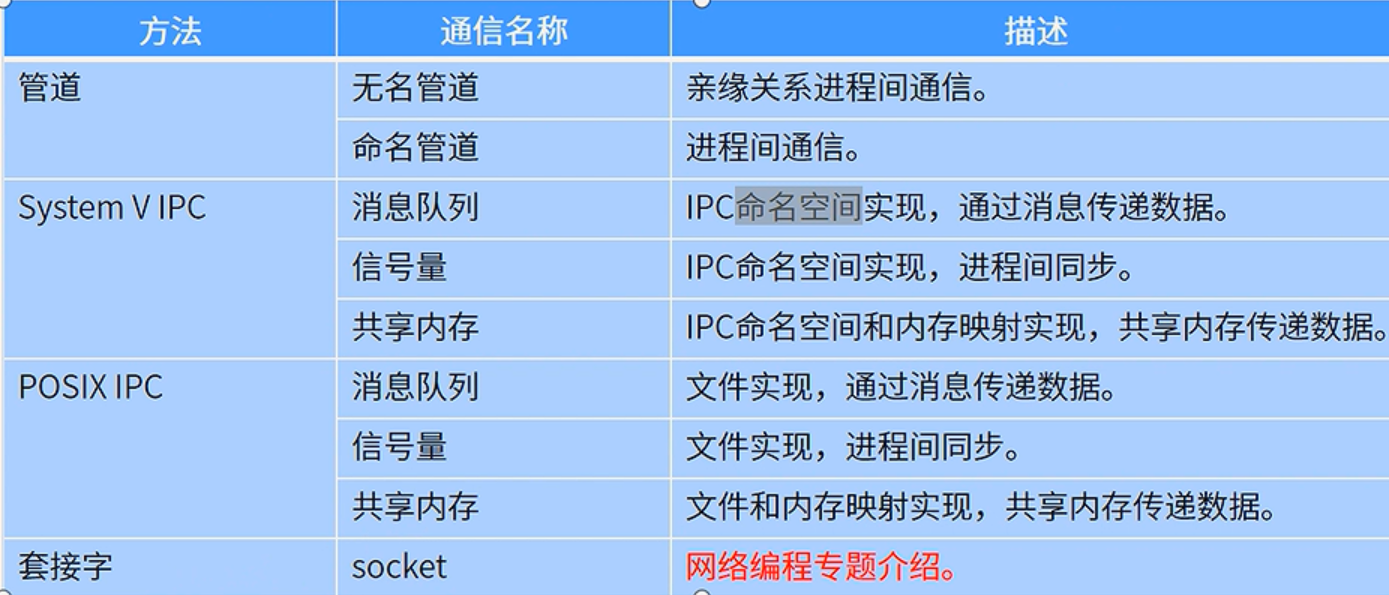 方法 通信名称 描述
管道 无名管道 亲缘关系进程间通信。
命名管道 进程间通信。
System V IPC 消息队列 IPC命名空间实现，通过消息传递数据。
信号量 IPC命名空间实现，进程间同步。
共享内存 IPC命名空间和内存映射实现，共享内存传递数据。
POSIX IPC 消息队列 文件实现，通过消息传递数据。
信号量 文件实现，进程间同步。
共享内存 文件和内存映射实现，共享内存传递数据。
套接字 socket 网络编程专题介绍。